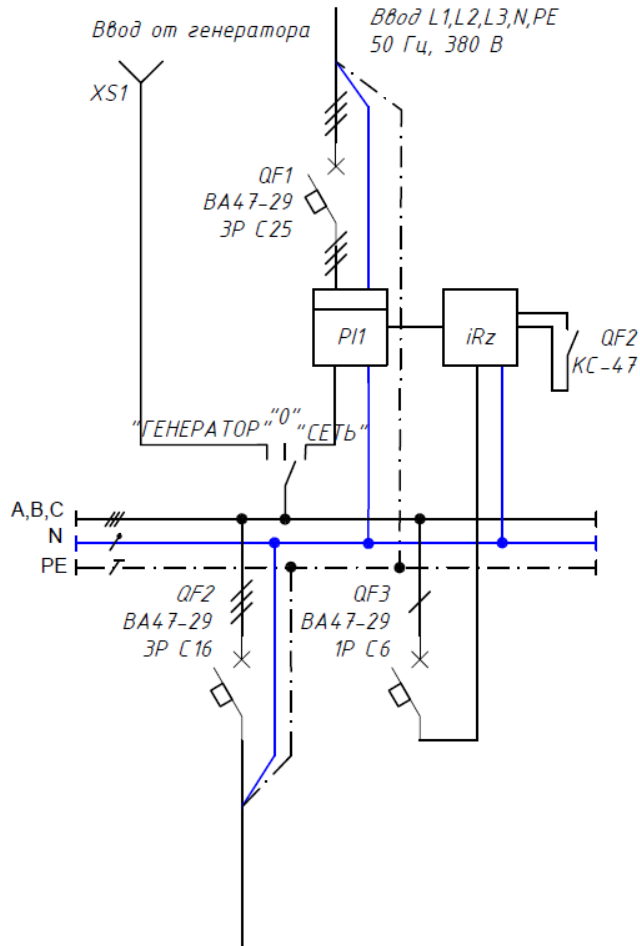 Ввод от генератора
Ввод L1,L2,L3,N,PE
50 Гц, 380 В
XS1
QF1
ВА47-29
3Р С25
PI1
iRz
QF2
КС-47
"ГЕНЕРАТОР"
"0"
"СЕТЬ"
A,B,C
N
PE
QF2
ВА47-29
3Р С16
QF3
ВА47-29
1Р С6